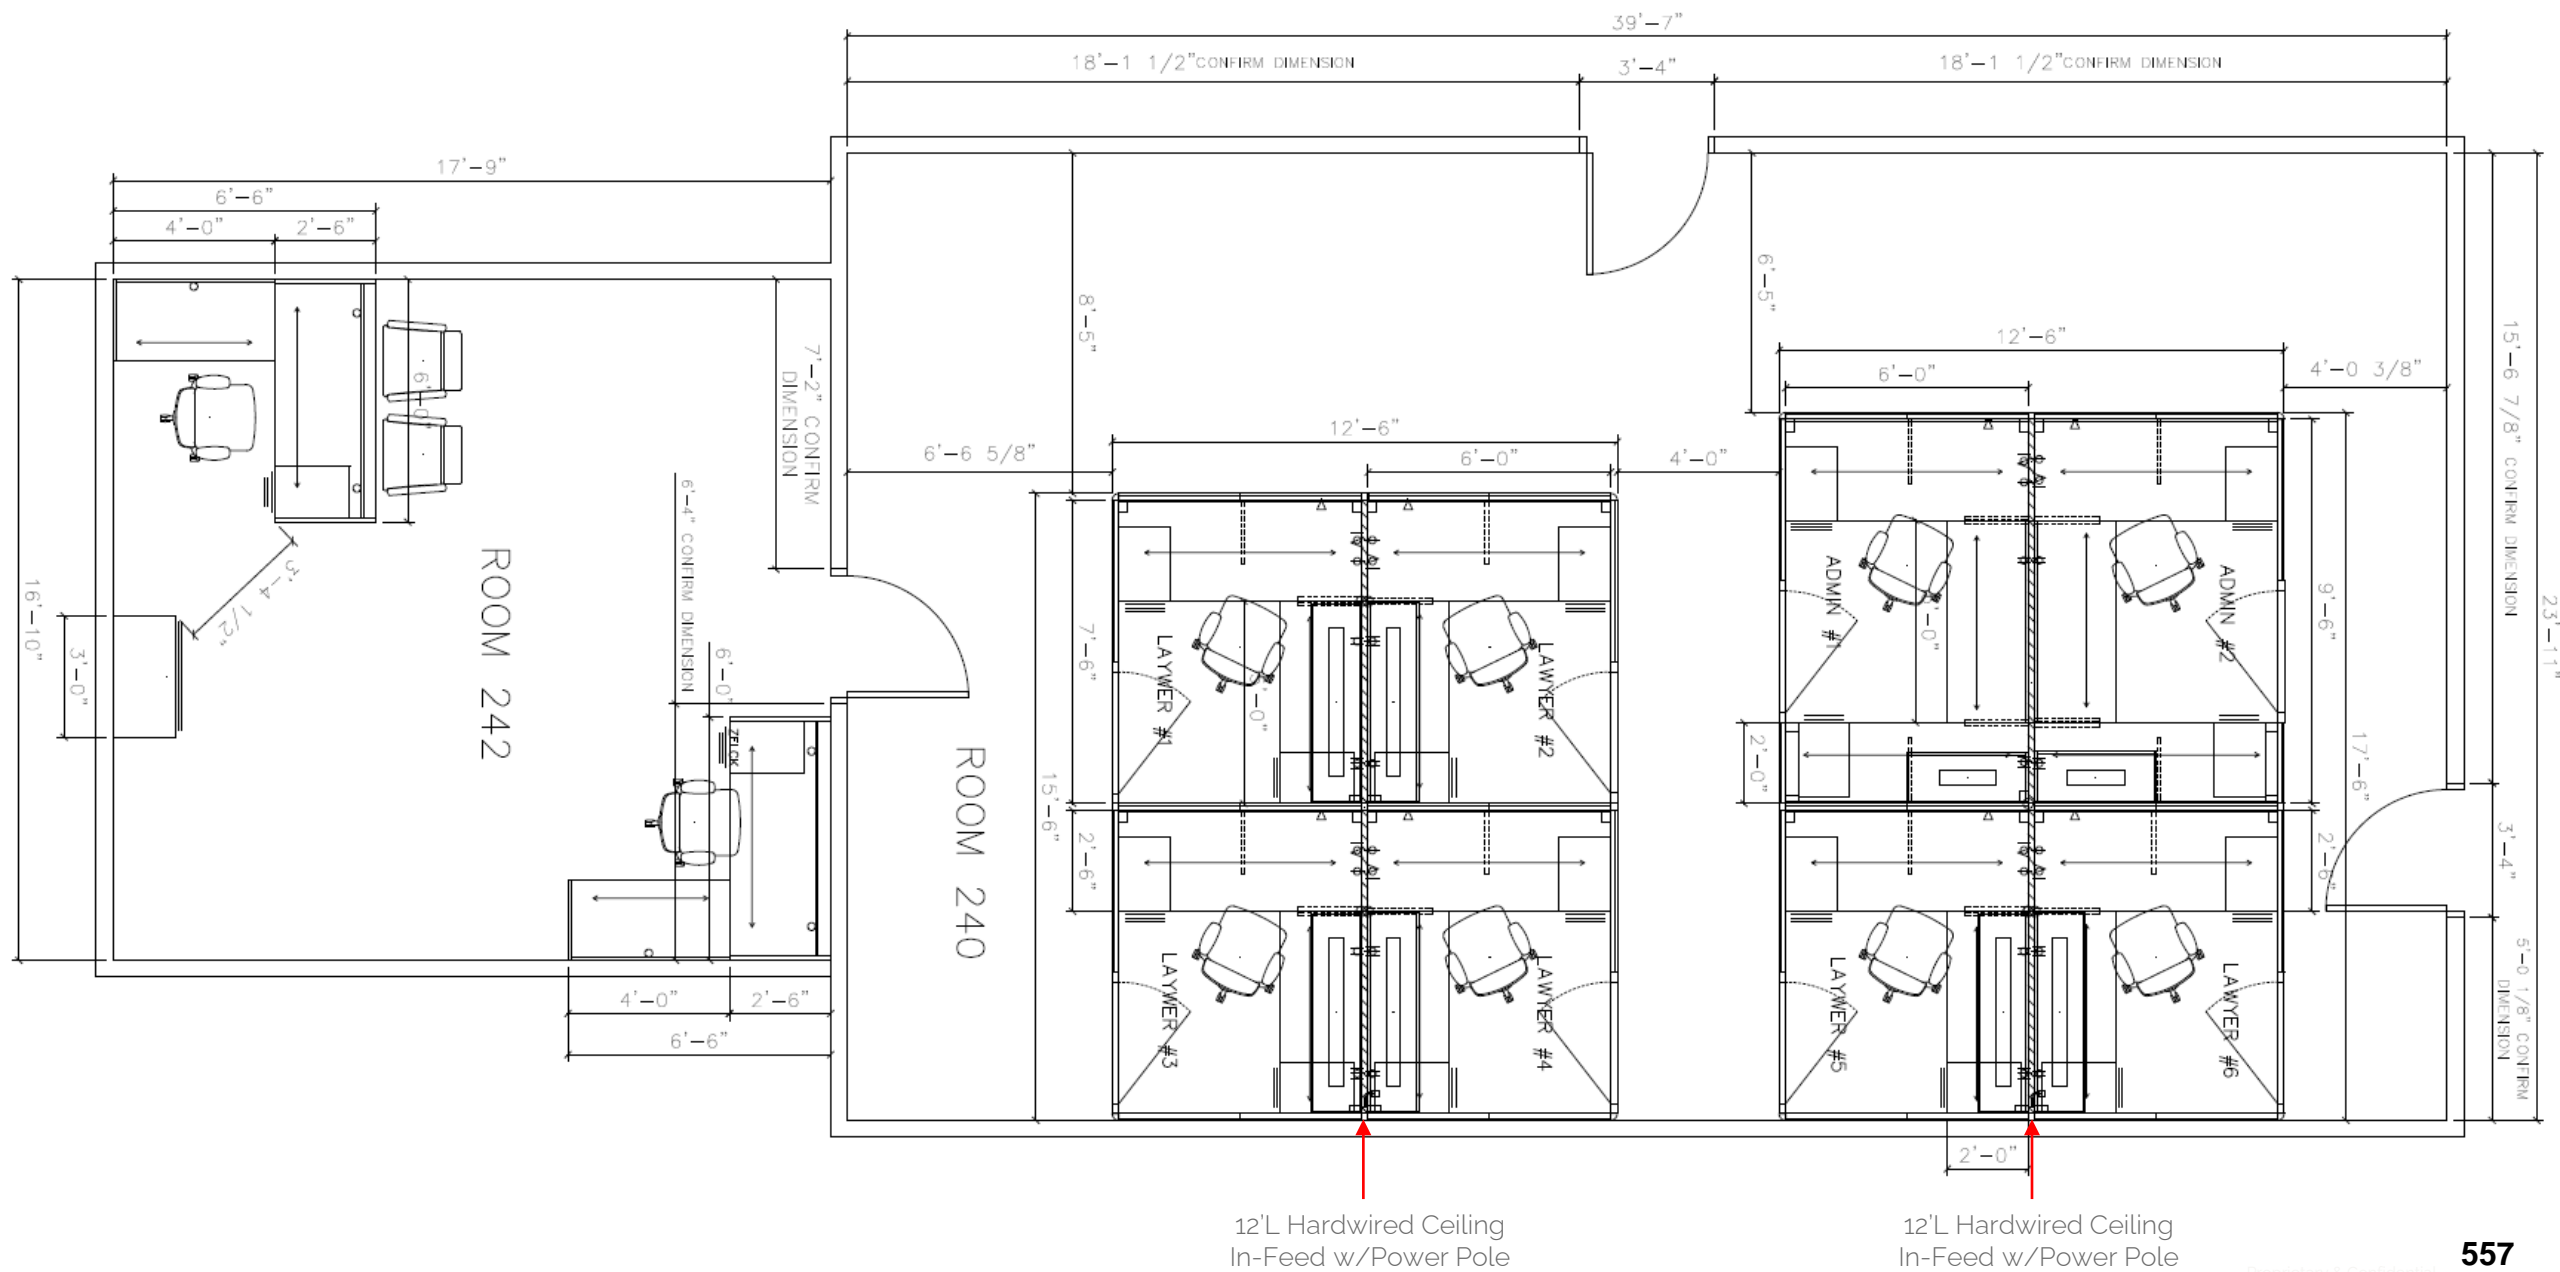 39'-7"
18'-1 1/2"CONFIRM DIMENSION
3'-4"
18'-1 1/2"CONFIRM DIMENSION
17'-9"
6'-6"
4'-0"
2'-6"
8'-5"
6'-5"
12'-6"
6'-0"
4'-0 3/8"
15'-6 7/8" CONFIRM DIMENSION
23'-11"
7'-2" CONFIRM
DIMENSION
6'-0"
12'-6"
6'-6 5/8"
6'-0"
4'-0"
6'-4" CONFIRM DIMENSION
16'-10"
3'-4 1/2"
3'-0"
ROOM 242
6'-0"
ZELCK
7'-6"
LAYWER #1
LAWYER #2
ADMIN #1
ADMIN #2
9'-6"
2'-0"
17'-6"
ROOM 240
15'-6"
2'-6"
2'-6"
3'-4"
LAYWER #3
LAWYER #4
LAYWER #5
LAWYER #6
5'-0 1/8" CONFIRM
DIMENSION
4'-0"
2'-6"
6'-6"
2'-0"
12'L Hardwired Ceiling
In-Feed w/Power Pole
12'L Hardwired Ceiling
In-Feed w/Power Pole
557